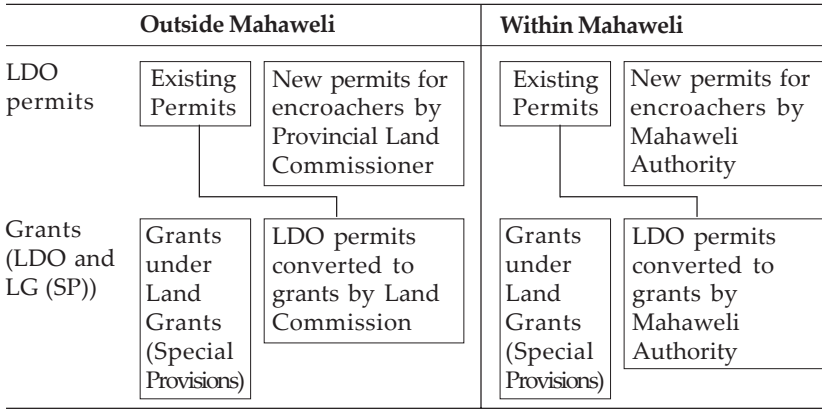 Outside Mahaweli
Within Mahaweli
LDO
permits
Existing
Permits
New permits for
encroachers by
Provincial Land
Commissioner
Existing
Permits
New permits for
encroachers by
Mahaweli
Authority
Grants
(LDO and
LG (SP))
Grants
under
Land
Grants
(Special
Provisions)
LDO permits
converted to
grants by Land
Commission
Grants
under
Land
Grants
(Special
Provisions)
LDO permits
converted to
grants by
Mahaweli
Authority